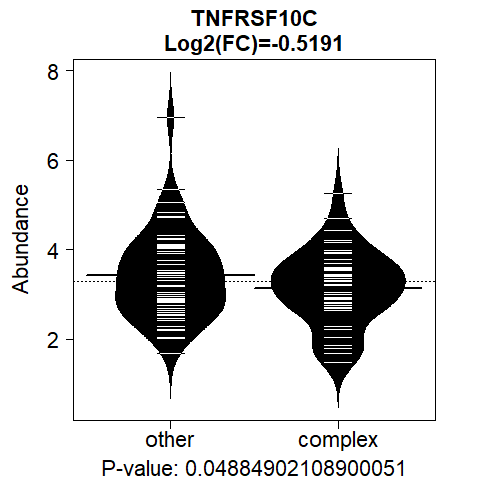 TNFRSF10C
Log2(FC)=-0.5191
8
6
4
2
Abundance
other complex
P-value: 0.04884902108900051